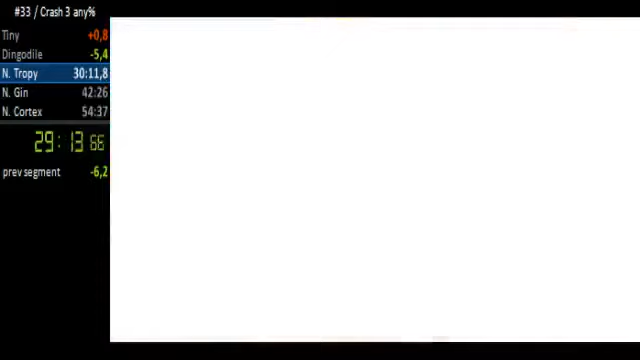 #33 / Crash 3 any%
Tiny +0,8
Dingodile -5,4
N. Tropy 30:11,8
N. Gin 42:26
N. Cortex 54:37
29:13 66
prev segment -6,2